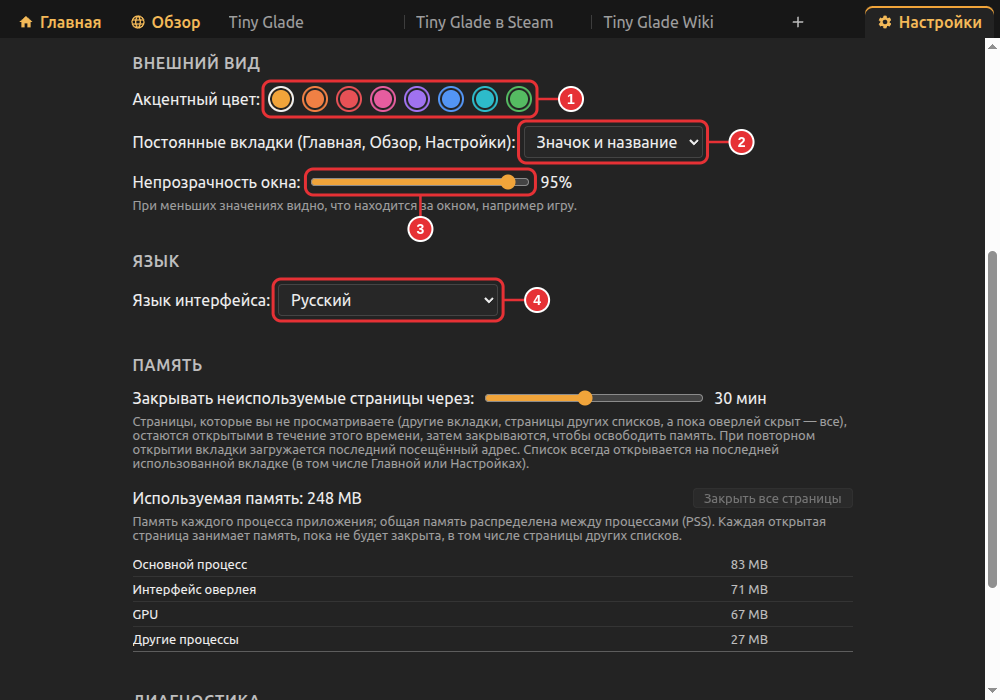 Главная Обзор Tiny Glade Tiny Glade в Steam Tiny Glade Wiki + Настройки
ВНЕШНИЙ ВИД
Акцентный цвет: 1
Постоянные вкладки (Главная, Обзор, Настройки): Значок и название 2
Непрозрачность окна: 95%
При меньших значениях видно, что находится за окном, например игру.
3
ЯЗЫК
Язык интерфейса: Русский 4
ПАМЯТЬ
Закрывать неиспользуемые страницы через: 30 мин
Страницы, которые вы не просматриваете (другие вкладки, страницы других списков, а пока оверлей скрыт — все),
остаются открытыми в течение этого времени, затем закрываются, чтобы освободить память. При повторном
открытии вкладки загружается последний посещённый адрес. Список всегда открывается на последней
использованной вкладке (в том числе Главной или Настройках).
Используемая память: 248 MB Закрыть все страницы
Память каждого процесса приложения; общая память распределена между процессами (PSS). Каждая открытая
страница занимает память, пока не будет закрыта, в том числе страницы других списков.
Основной процесс 83 MB
Интерфейс оверлея 71 MB
GPU 67 MB
Другие процессы 27 MB
ДИАГНОСТИКА